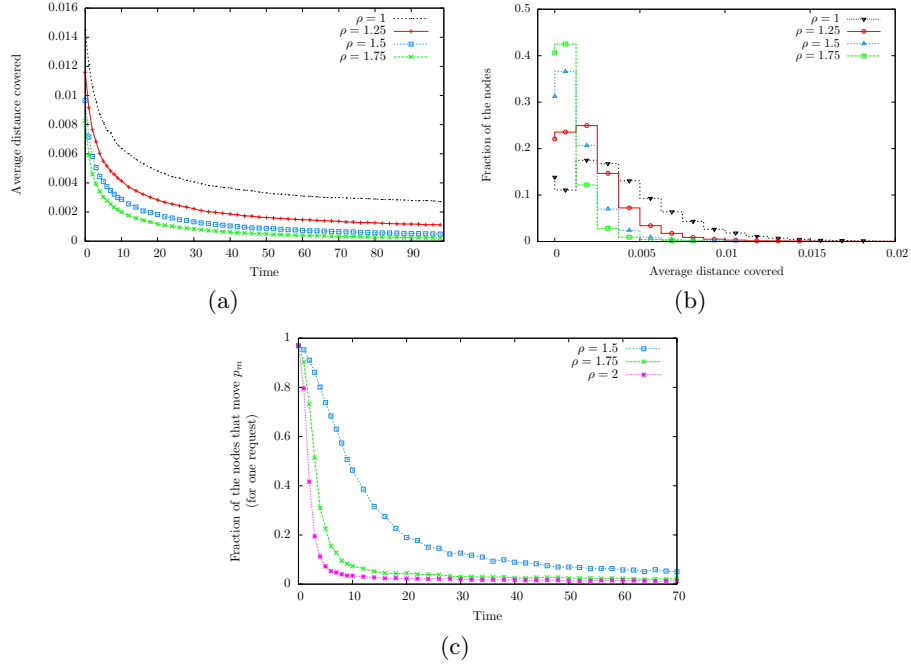 0.016
0.014
0.012
0.01
0.008
0.006
0.004
0.002
0
0 10 20 30 40 50 60 70 80 90
Average distance covered
Time
ρ = 1
ρ = 1.25
ρ = 1.5
ρ = 1.75
(a)
0.5
0.4
0.3
0.2
0.1
0
0 0.005 0.01 0.015 0.02
Fraction of the nodes
Average distance covered
ρ = 1
ρ = 1.25
ρ = 1.5
ρ = 1.75
(b)
1
0.8
0.6
0.4
0.2
0
0 10 20 30 40 50 60 70
Fraction of the nodes that move pₘ
(for one request)
Time
ρ = 1.5
ρ = 1.75
ρ = 2
(c)